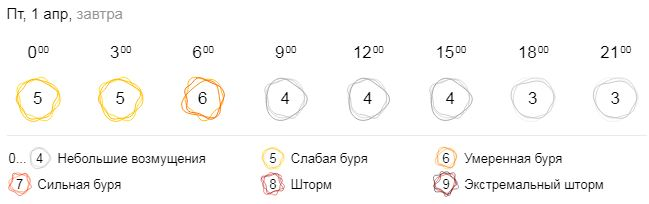 Пт, 1 апр, завтра
0⁰⁰ 3⁰⁰ 6⁰⁰ 9⁰⁰ 12⁰⁰ 15⁰⁰ 18⁰⁰ 21⁰⁰
5 5 6 4 4 4 3 3
0... 4 Небольшие возмущения 5 Слабая буря 6 Умеренная буря
7 Сильная буря 8 Шторм 9 Экстремальный шторм